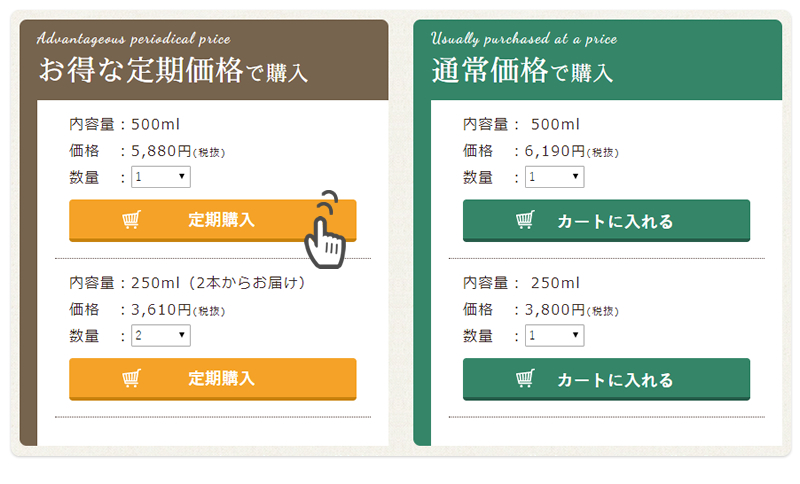 Advantageous periodical price
お得な定期価格で購入
内容量：500ml
価格　：5,880円(税抜)
数量　：1
定期購入
内容量：250ml（2本からお届け）
価格　：3,610円(税抜)
数量　：2
定期購入
Usually purchased at a price
通常価格で購入
内容量： 500ml
価格　：6,190円(税抜)
数量　：1
カートに入れる
内容量： 250ml
価格　：3,800円(税抜)
数量　：1
カートに入れる